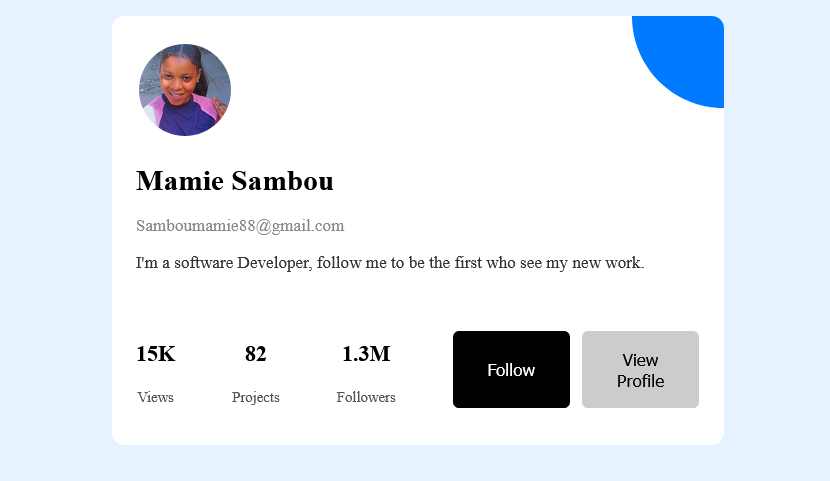 Mamie Sambou
Samboumamie88@gmail.com
I'm a software Developer, follow me to be the first who see my new work.
15K
82
1.3M
Follow
View
Profile
Views
Projects
Followers